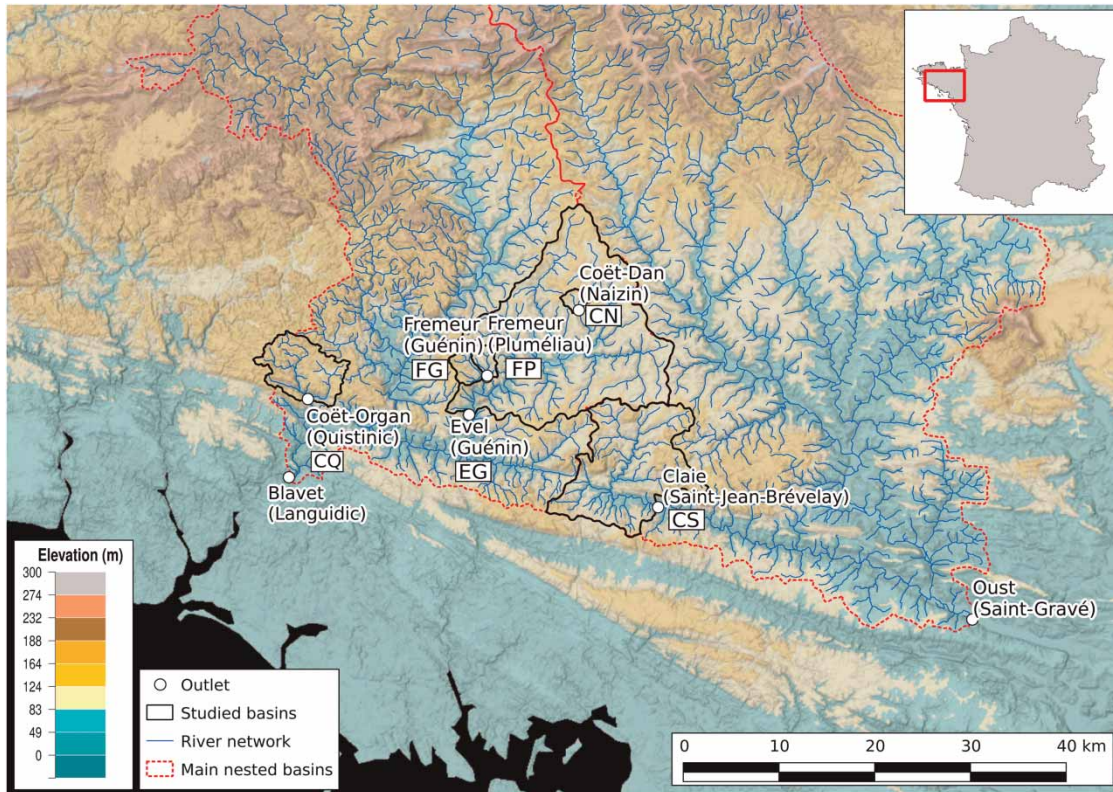 Coët-Dan
(Naizin)
CN
Fremeur
(Guénin)
FG
Fremeur
(Pluméliau)
FP
Coët-Organ
(Quistinic)
CQ
Evel
(Guénin)
EG
Blavet
(Languidic)
Claie
(Saint-Jean-Brévelay)
CS
Oust
(Saint-Gravé)
Elevation (m)
300
274
232
188
164
124
83
49
0
Outlet
Studied basins
River network
Main nested basins
0 10 20 30 40 km